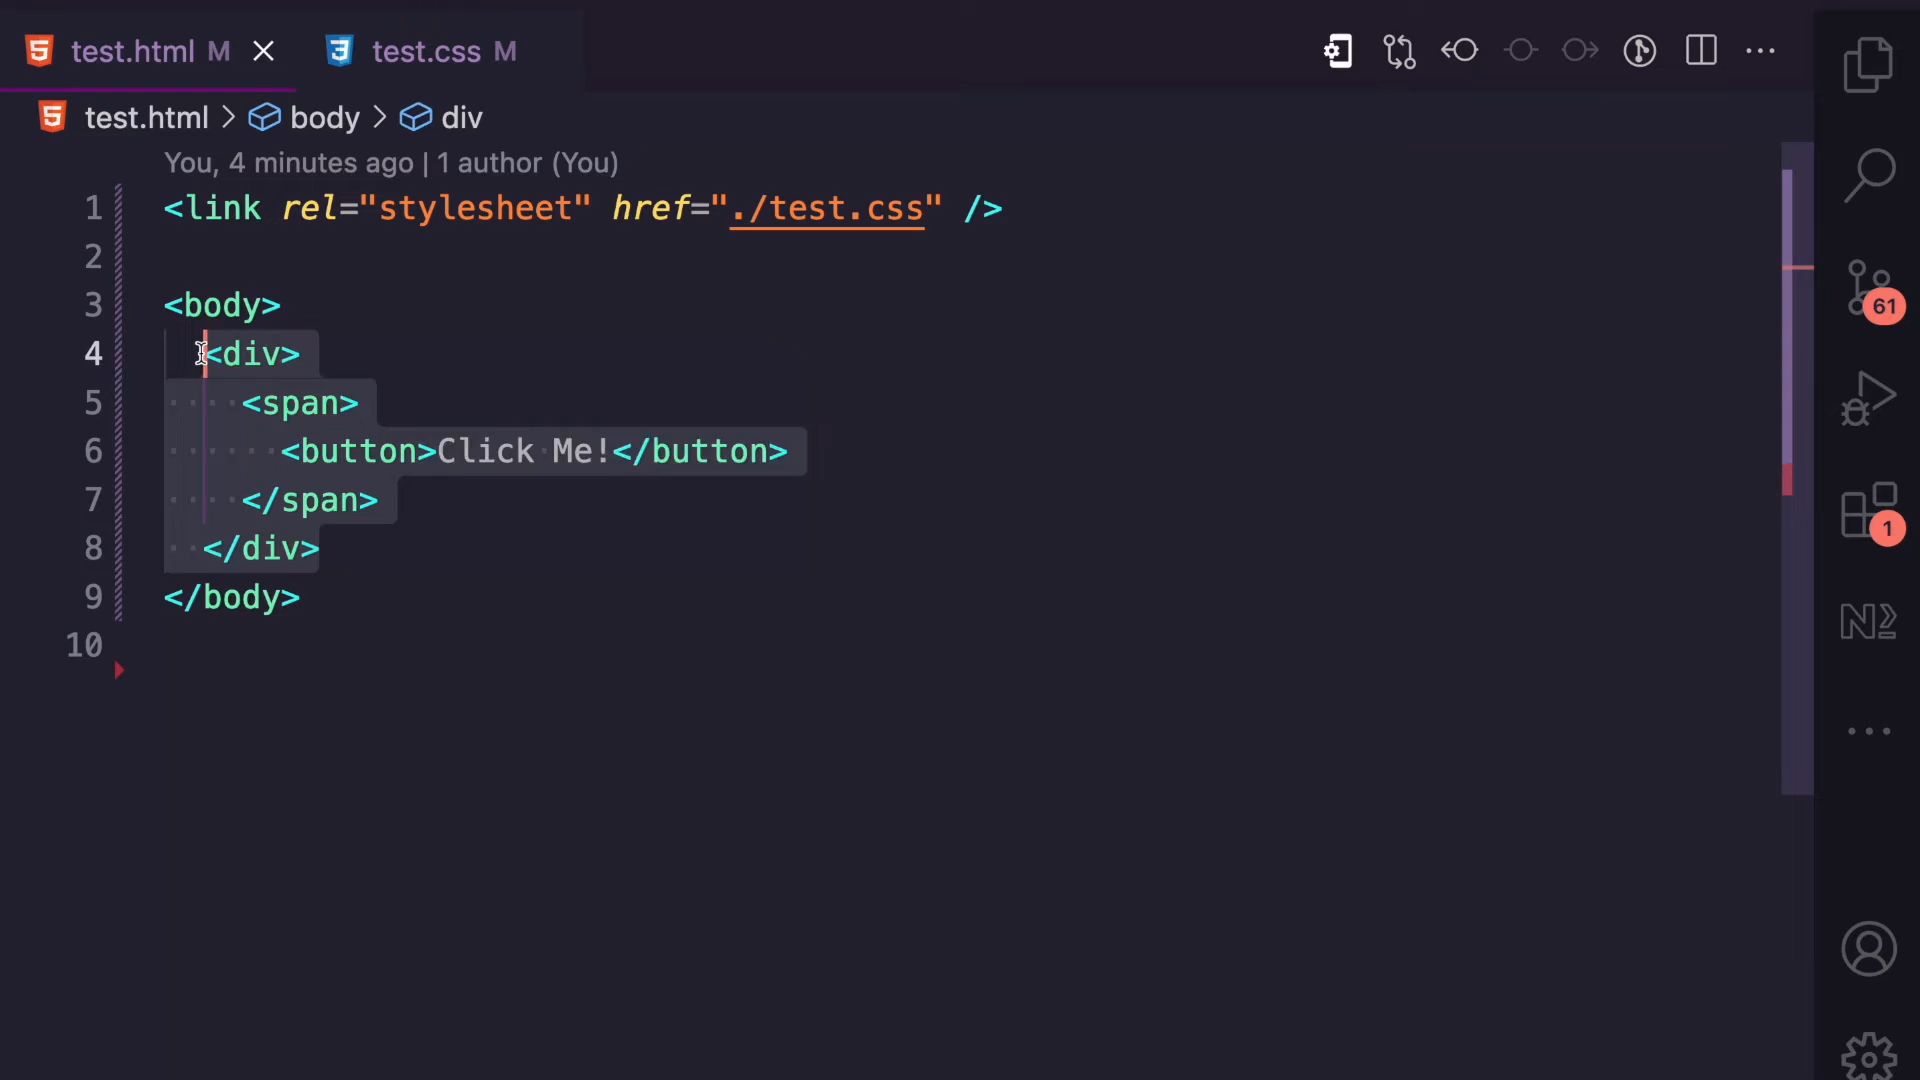 test.html M
test.css M
test.html > body > div
You, 4 minutes ago | 1 author (You)
1 <link rel="stylesheet" href="./test.css" />
2
3 <body>
4   <div>
5     <span>
6       <button>Click Me!</button>
7     </span>
8   </div>
9 </body>
10
61
1